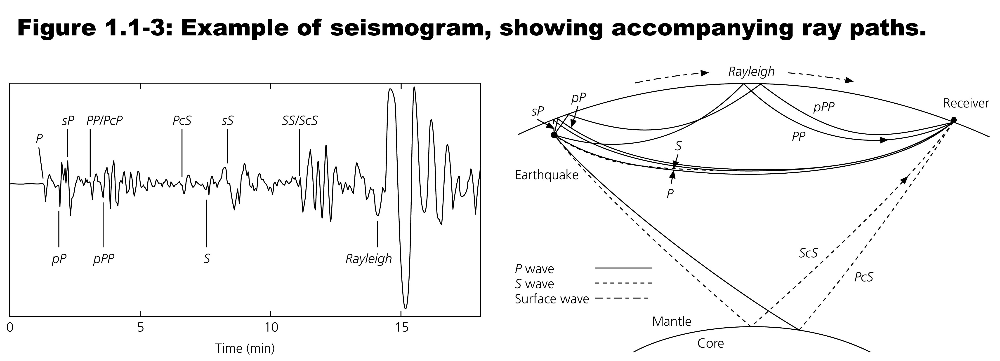 Figure 1.1-3: Example of seismogram, showing accompanying ray paths.
P
sP
PP/PcP
PcS
sS
SS/ScS
pP
pPP
S
Rayleigh
0
5
10
15
Time (min)
Rayleigh
pP
sP
Receiver
pPP
PP
S
Earthquake
P
ScS
PcS
P wave
S wave
Surface wave
Mantle
Core